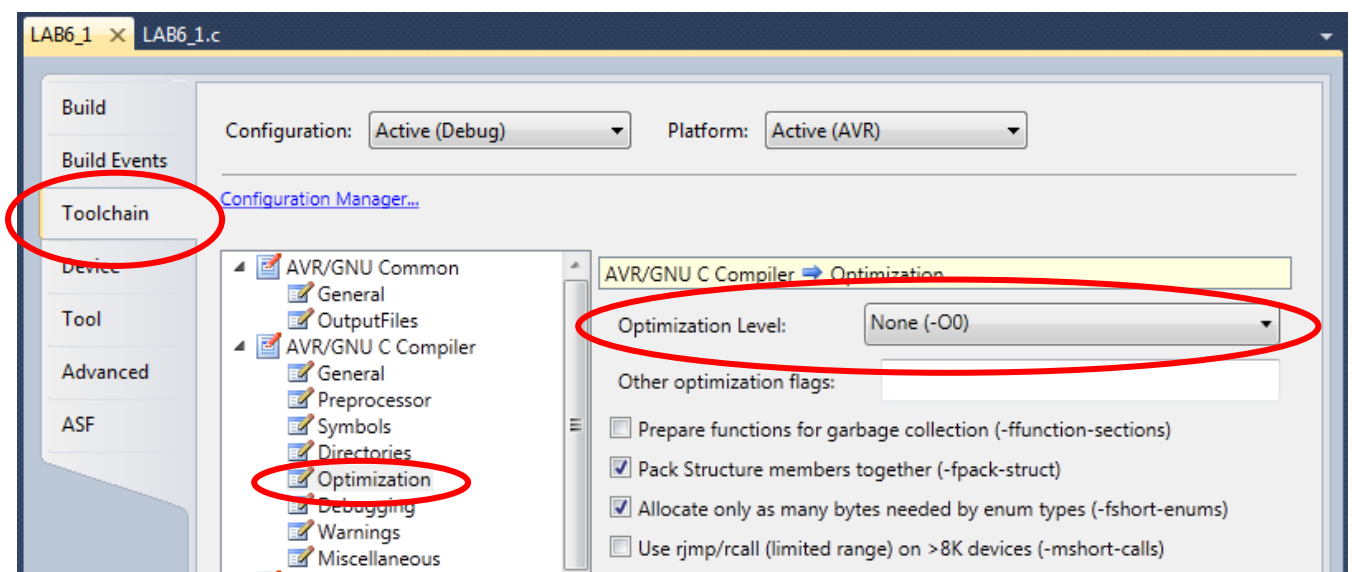 LAB6_1 LAB6_1.c
Build
Build Events
Toolchain
Device
Tool
Advanced
ASF
Configuration: Active (Debug) Platform: Active (AVR)
Configuration Manager...
AVR/GNU Common
General
OutputFiles
AVR/GNU C Compiler
General
Preprocessor
Symbols
Directories
Optimization
Debugging
Warnings
Miscellaneous
AVR/GNU C Compiler Optimization
Optimization Level: None (-O0)
Other optimization flags:
Prepare functions for garbage collection (-ffunction-sections)
Pack Structure members together (-fpack-struct)
Allocate only as many bytes needed by enum types (-fshort-enums)
Use rjmp/rcall (limited range) on >8K devices (-mshort-calls)